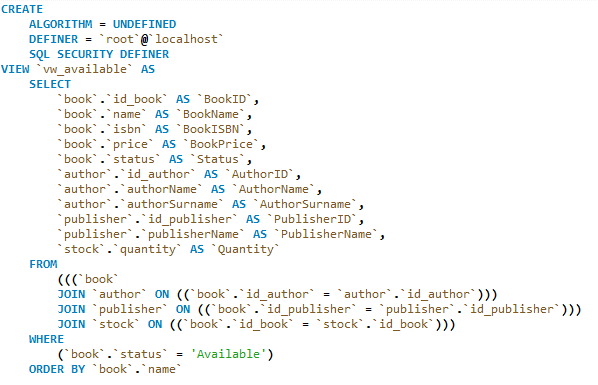 CREATE
ALGORITHM = UNDEFINED
DEFINER = `root`@`localhost`
SQL SECURITY DEFINER
VIEW `vw_available` AS
SELECT
`book`.`id_book` AS `BookID`,
`book`.`name` AS `BookName`,
`book`.`isbn` AS `BookISBN`,
`book`.`price` AS `BookPrice`,
`book`.`status` AS `Status`,
`author`.`id_author` AS `AuthorID`,
`author`.`authorName` AS `AuthorName`,
`author`.`authorSurname` AS `AuthorSurname`,
`publisher`.`id_publisher` AS `PublisherID`,
`publisher`.`publisherName` AS `PublisherName`,
`stock`.`quantity` AS `Quantity`
FROM
(((`book`
JOIN `author` ON ((`book`.`id_author` = `author`.`id_author`)))
JOIN `publisher` ON ((`book`.`id_publisher` = `publisher`.`id_publisher`)))
JOIN `stock` ON ((`book`.`id_book` = `stock`.`id_book`)))
WHERE
(`book`.`status` = 'Available')
ORDER BY `book`.`name`